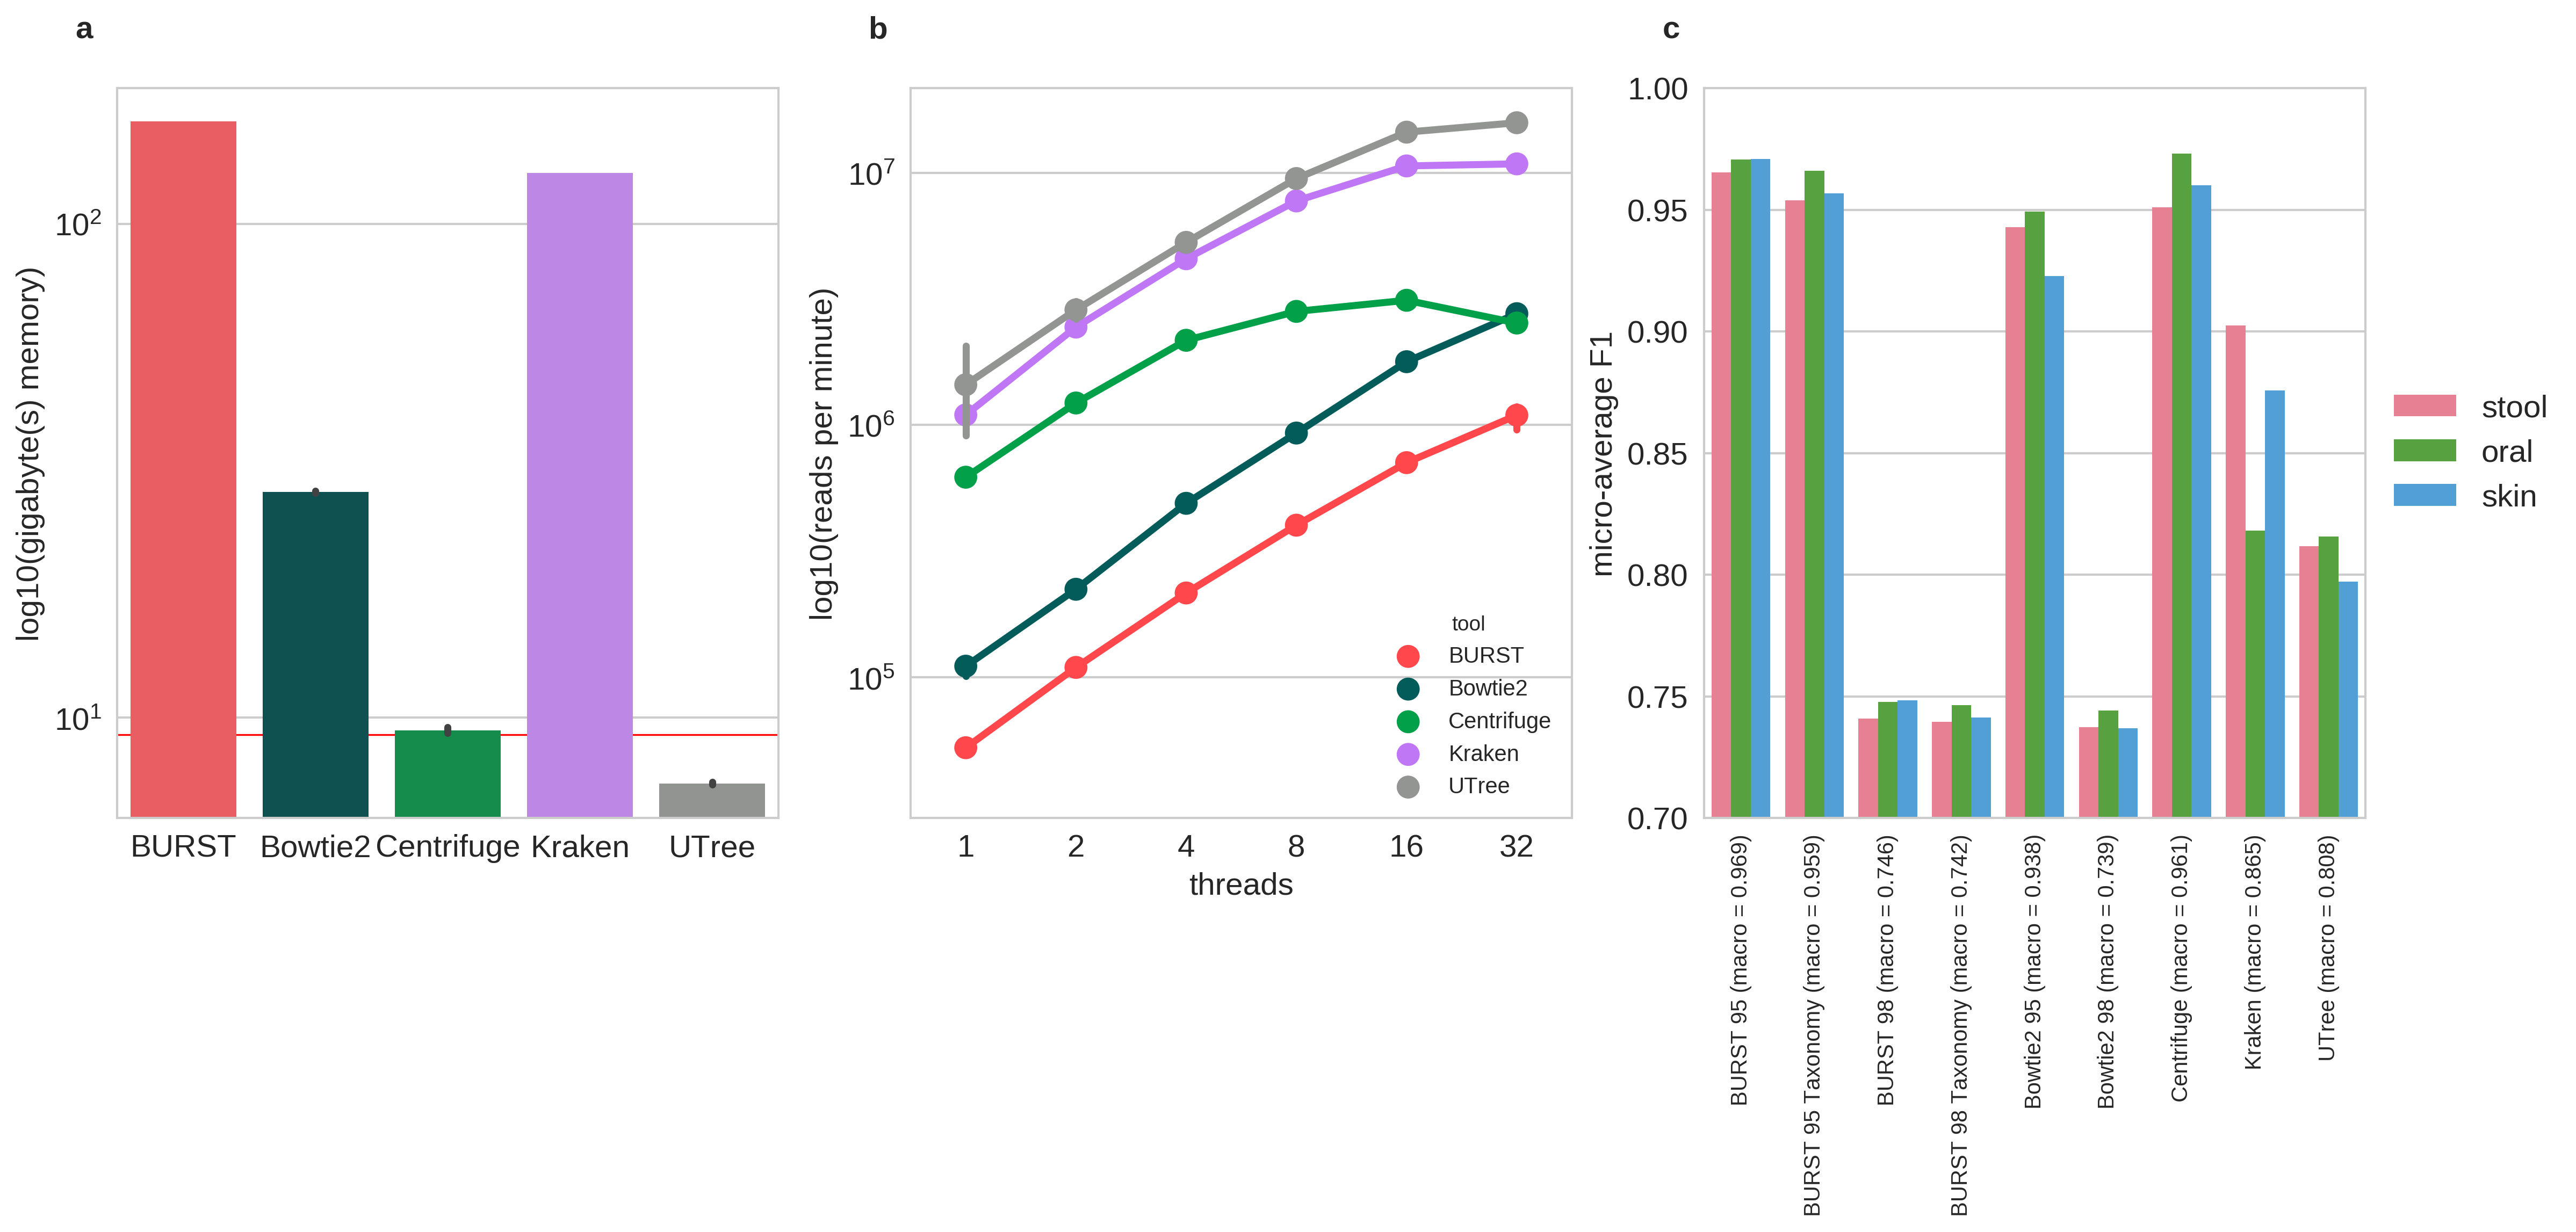 a
log10(gigabyte(s) memory)
10²
10¹
BURST
Bowtie2
Centrifuge
Kraken
UTree
b
log10(reads per minute)
10⁷
10⁶
10⁵
1
2
4
8
16
32
threads
tool
BURST
Bowtie2
Centrifuge
Kraken
UTree
c
micro-average F1
1.00
0.95
0.90
0.85
0.80
0.75
0.70
BURST 95 (macro = 0.969)
BURST 95 Taxonomy (macro = 0.959)
BURST 98 (macro = 0.746)
BURST 98 Taxonomy (macro = 0.742)
Bowtie2 95 (macro = 0.938)
Bowtie2 98 (macro = 0.739)
Centrifuge (macro = 0.961)
Kraken (macro = 0.865)
UTree (macro = 0.808)
stool
oral
skin